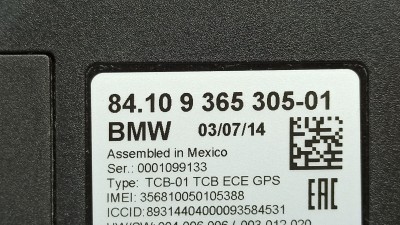 84.10 9 365 305-01
BMW 03/07/14
Assembled in Mexico
Ser.: 0001099133
Type: TCB-01 TCB ECE GPS
IMEI: 356810050105388
ICCID: 89314404000093584531
EAC